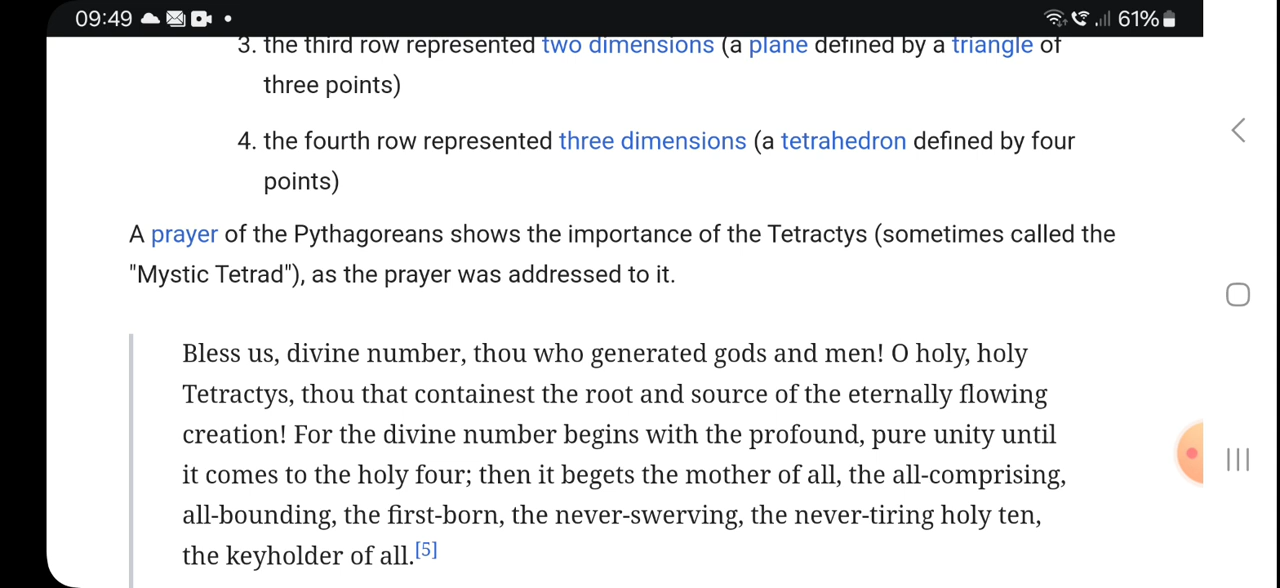 09:49 61%
3. the third row represented two dimensions (a plane defined by a triangle of
three points)
4. the fourth row represented three dimensions (a tetrahedron defined by four
points)
A prayer of the Pythagoreans shows the importance of the Tetractys (sometimes called the
"Mystic Tetrad"), as the prayer was addressed to it.
Bless us, divine number, thou who generated gods and men! O holy, holy
Tetractys, thou that containest the root and source of the eternally flowing
creation! For the divine number begins with the profound, pure unity until
it comes to the holy four; then it begets the mother of all, the all-comprising,
all-bounding, the first-born, the never-swerving, the never-tiring holy ten,
the keyholder of all.[5]